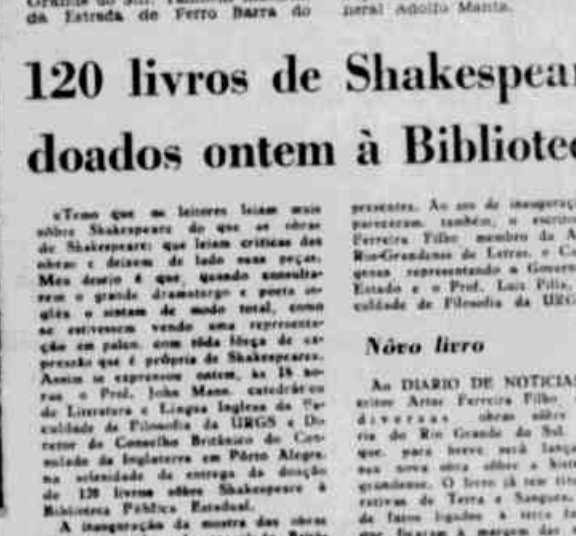 da Estrada de Ferro Barra do
neral Adolfo Manta.
120 livros de Shakespear
doados ontem à Bibliotec
«Temo que os leitores leiam mais
sôbre Shakespeare do que as obras
de Shakespeare: que leiam críticas das
obras e deixem de lado suas peças.
Meu desejo é que, quando consulta-
rem o grande dramaturgo e poeta in-
glês o sintam de modo total, como
se estivessem vendo uma representa-
ção em palco, com tôda fôrça de ex-
pressão que é própria de Shakespeare».
Assim se expressou ontem, às 18 ho-
ras o Prof. John Mann, catedrático
de Literatura e Língua Inglesa da Fa-
culdade de Filosofia da URGS e Di-
retor do Conselho Britânico do Con-
sulado da Inglaterra em Pôrto Alegre,
na solenidade de entrega da doação
de 120 livros sôbre Shakespeare à
Biblioteca Pública Estadual.
A inauguração da mostra das obras
presentes. Ao ato de inauguraç
pareceram, também, o escrito
Ferreira Filho membro da A
Rio-Grandense de Letras, e C
representando o Govern
Estado e o Prof. Luis Pilla,
culdade de Filosofia da URG
Nôvo livro
Ao DIARIO DE NOTICIAS
critor Artur Ferreira Filho,
diversas obras sôbre
ria do Rio Grande do Sul,
que, para breve será lança
sua nova obra sôbre a histó
grandense. O livro já tem títu
rativas de Terra e Sangue»,
de fatos ligados à terra
que ficaram à margem das